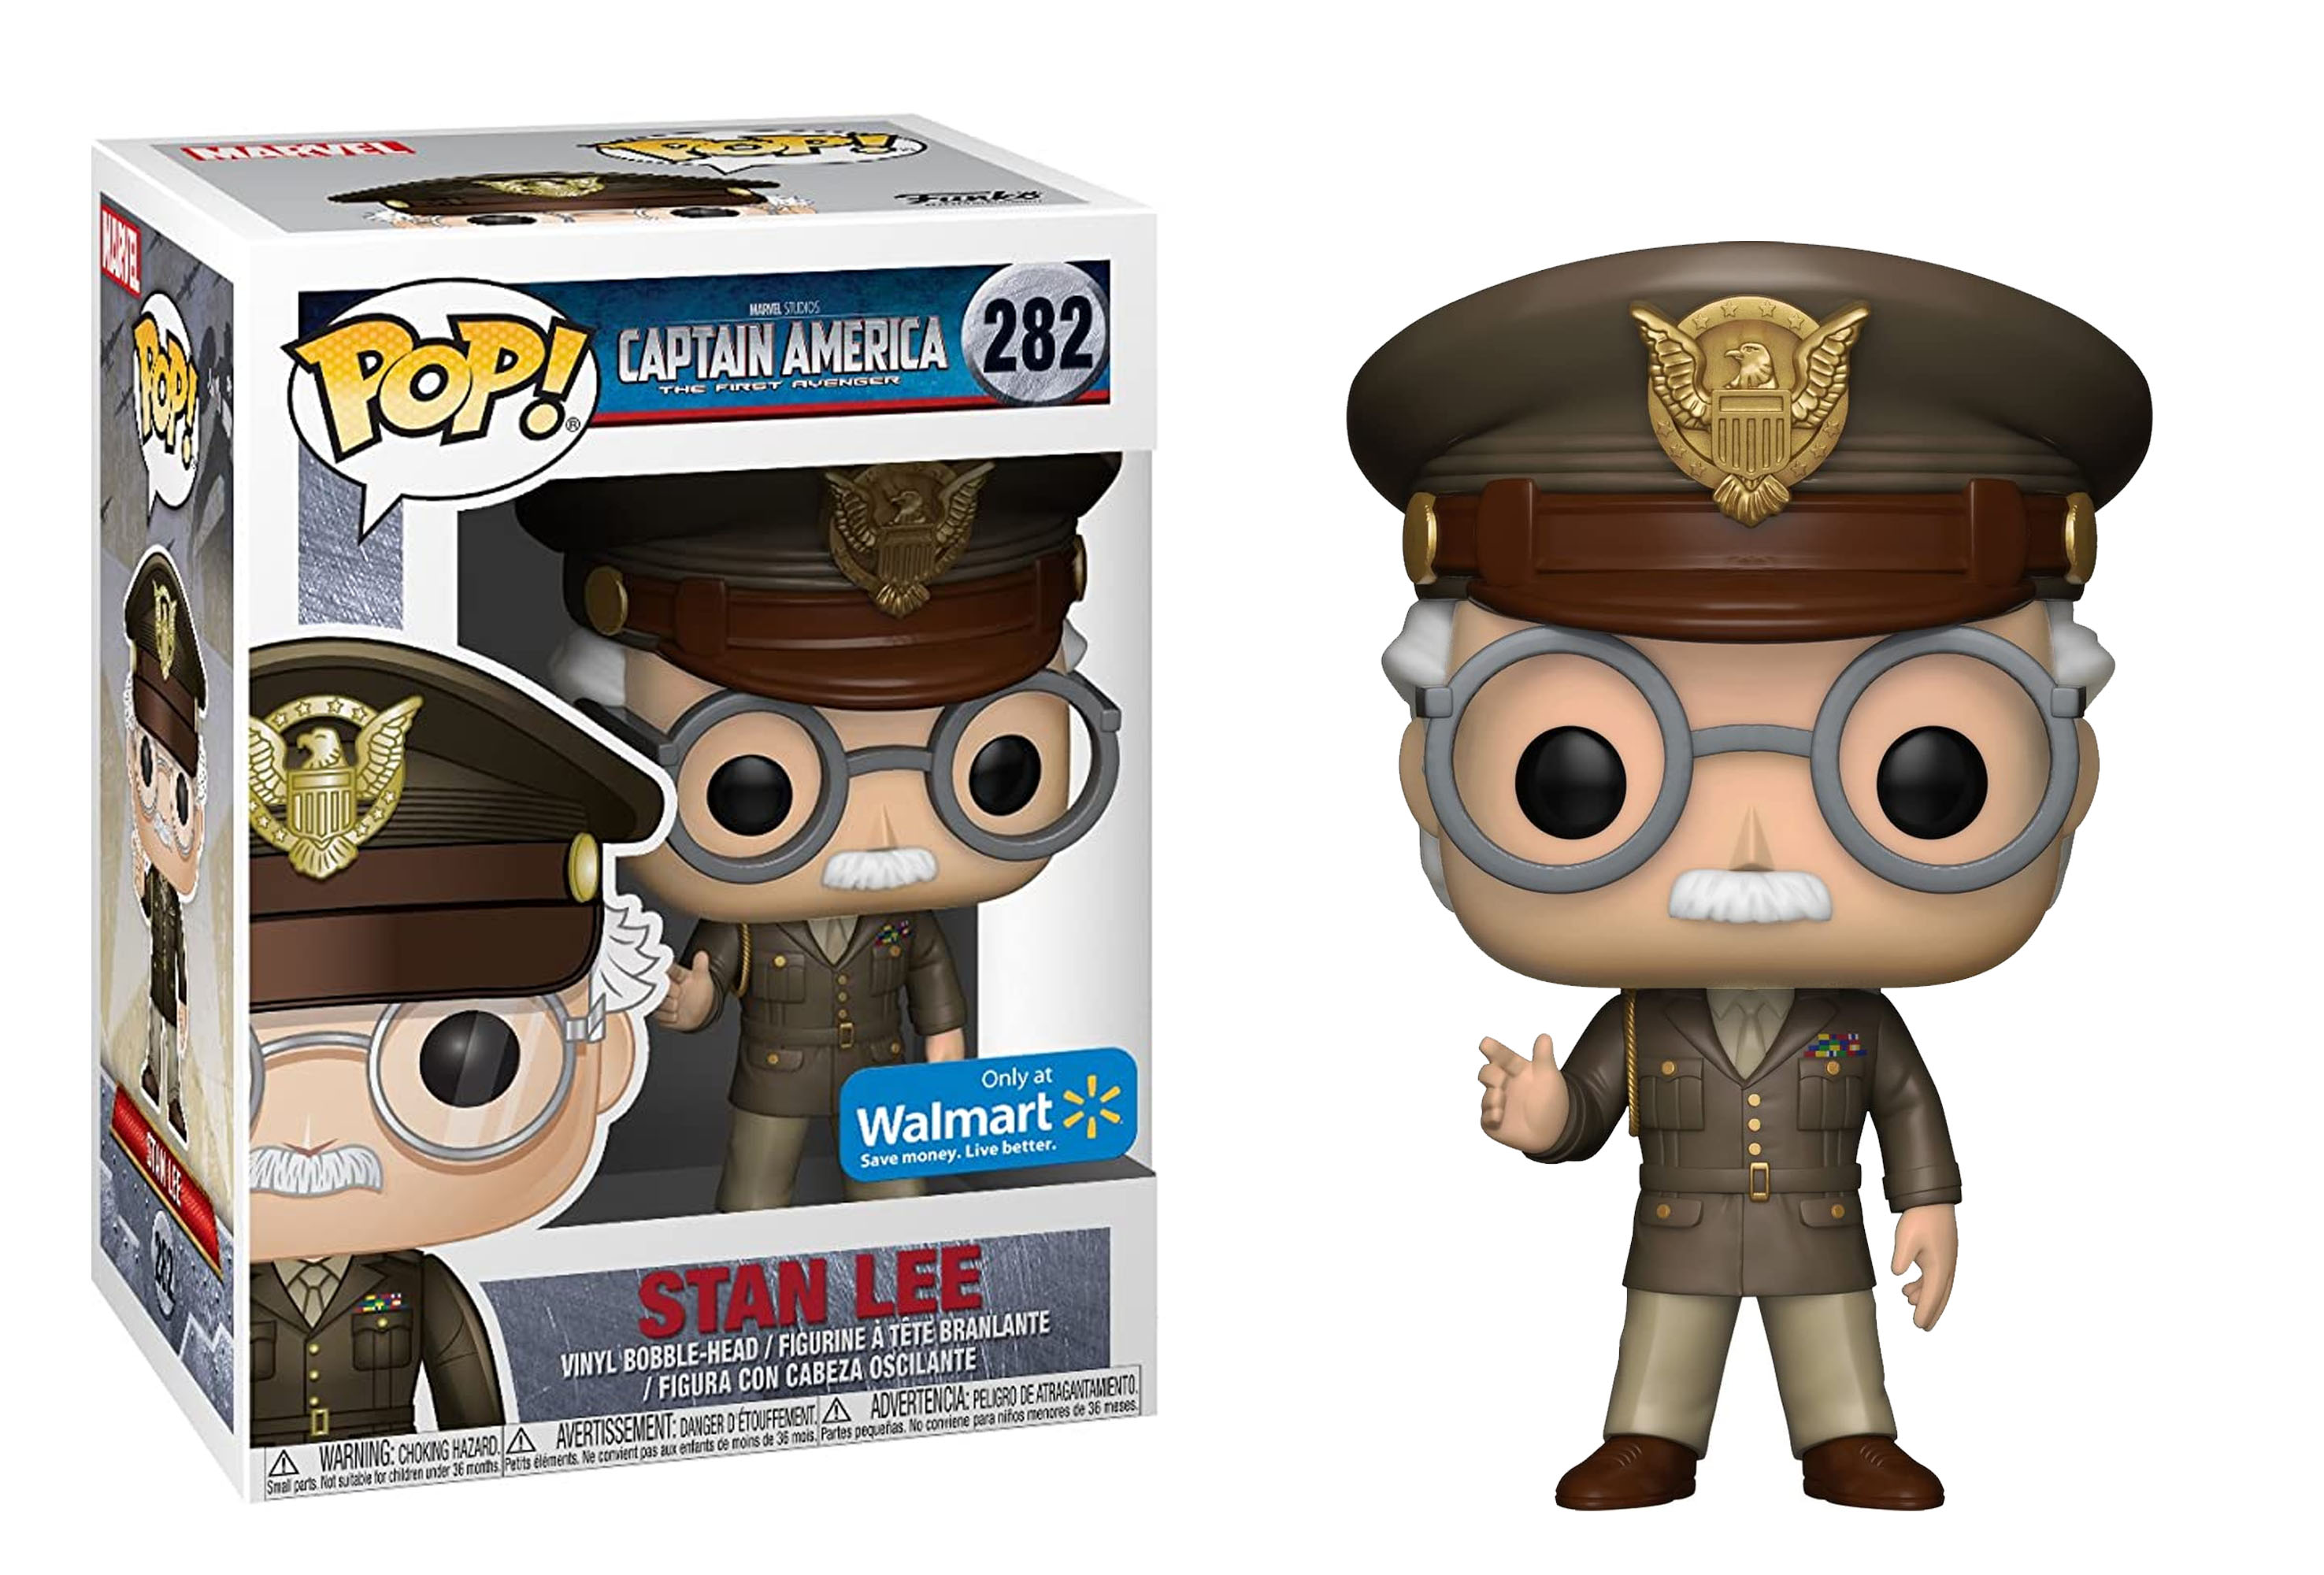 MARVEL
POP!
Funko
MARVEL
POP!
STAN LEE
282
POP!®
MARVEL STUDIOS
CAPTAIN AMERICA
THE FIRST AVENGER
282
Only at
Walmart
Save money. Live better.
STAN LEE
VINYL BOBBLE-HEAD / FIGURINE À TÊTE BRANLANTE
/ FIGURA CON CABEZA OSCILANTE
WARNING: CHOKING HAZARD.
Small parts. Not suitable for children under 36 months.
AVERTISSEMENT: DANGER D'ÉTOUFFEMENT.
Petits éléments. Ne convient pas aux enfants de moins de 36 mois.
ADVERTENCIA: PELIGRO DE ATRAGANTAMIENTO.
Partes pequeñas. No conviene para niños menores de 36 meses.